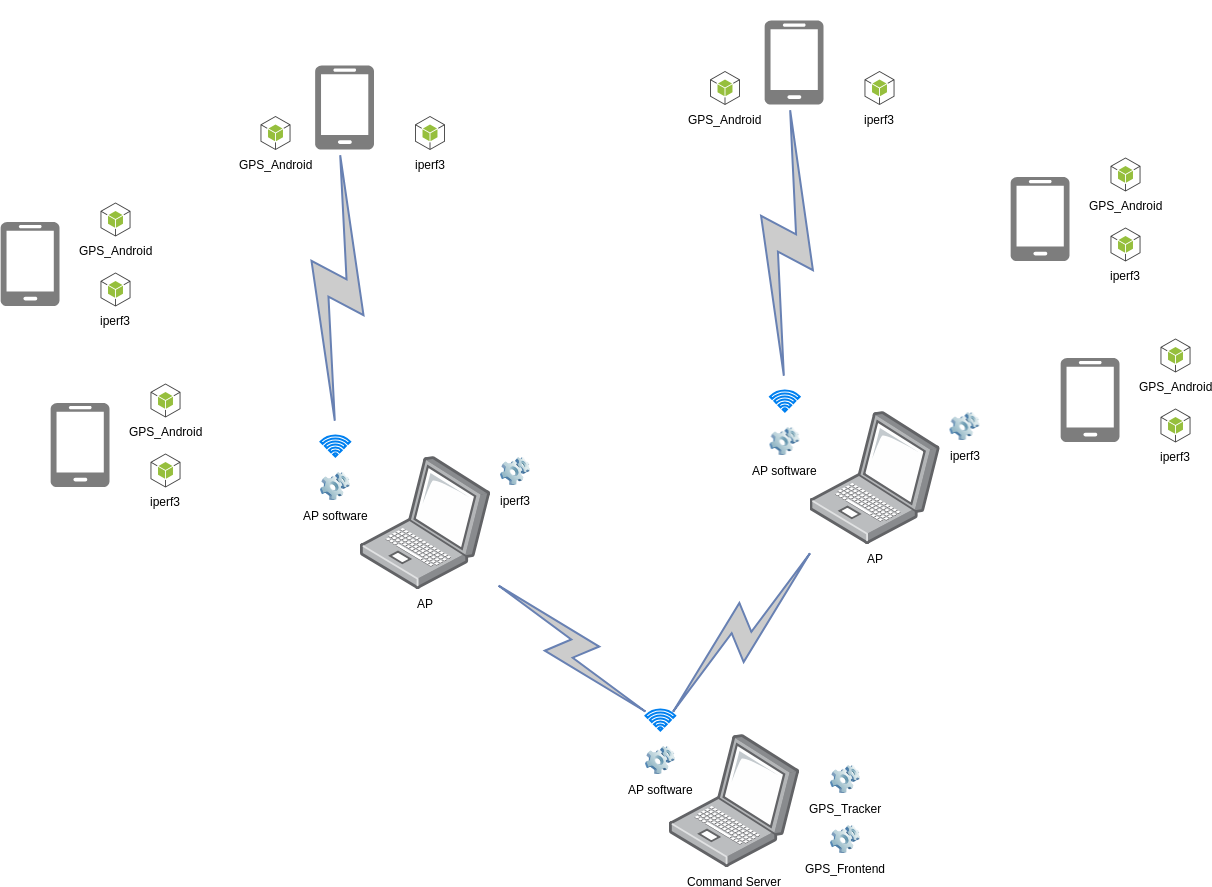 GPS_Android
iperf3
GPS_Android
iperf3
GPS_Android
iperf3
GPS_Android
iperf3
GPS_Android
iperf3
GPS_Android
iperf3
AP software
iperf3
AP
AP software
iperf3
AP
AP software
GPS_Tracker
GPS_Frontend
Command Server